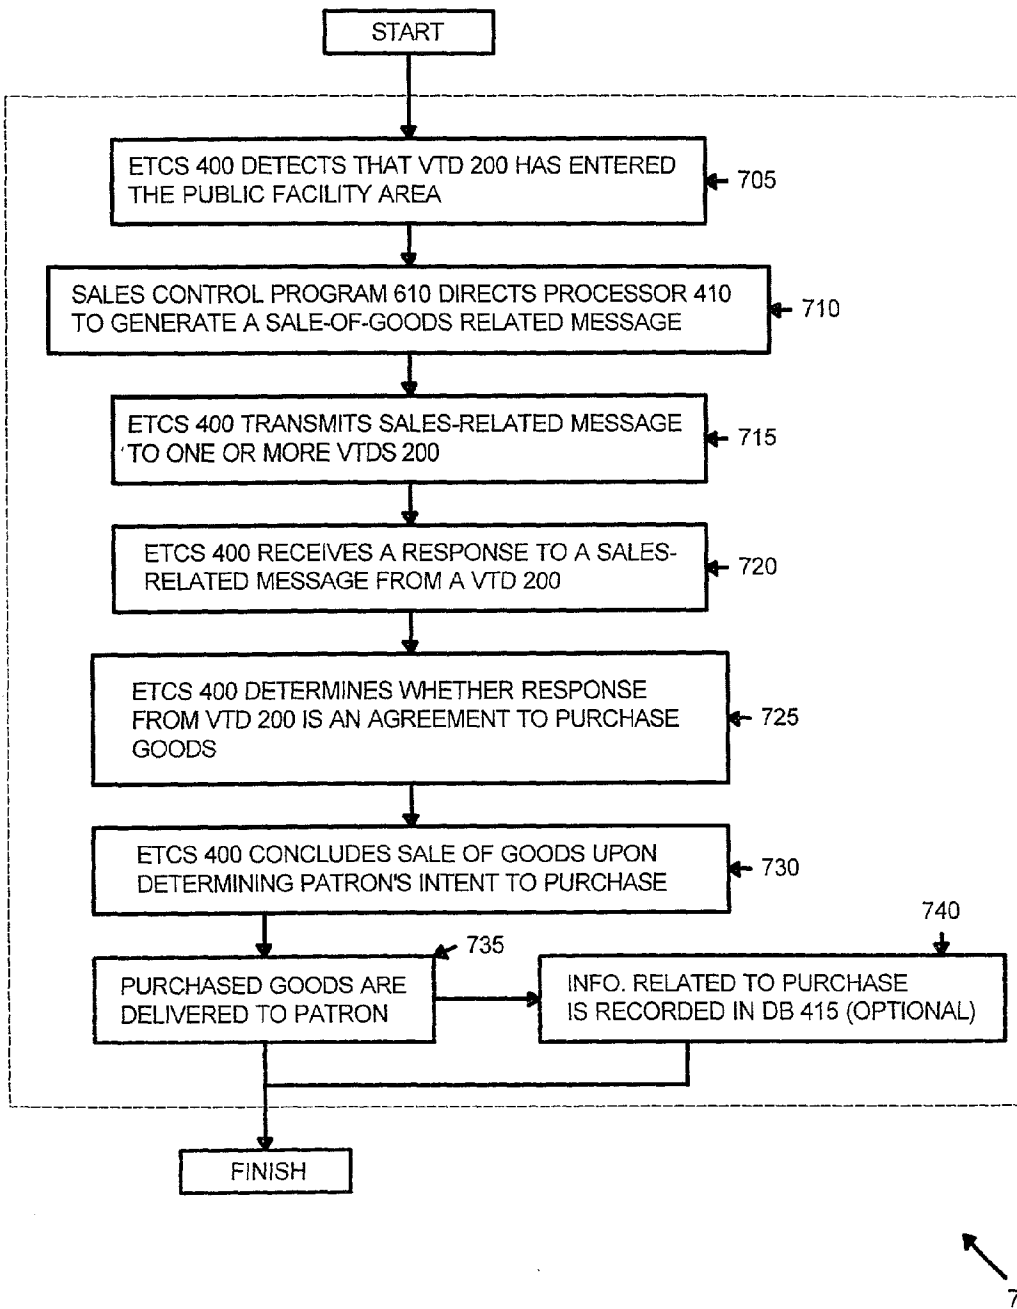 START
ETCS 400 DETECTS THAT VTD 200 HAS ENTERED
THE PUBLIC FACILITY AREA
705
SALES CONTROL PROGRAM 610 DIRECTS PROCESSOR 410
TO GENERATE A SALE-OF-GOODS RELATED MESSAGE
710
ETCS 400 TRANSMITS SALES-RELATED MESSAGE
TO ONE OR MORE VTDS 200
715
ETCS 400 RECEIVES A RESPONSE TO A SALES-
RELATED MESSAGE FROM A VTD 200
720
ETCS 400 DETERMINES WHETHER RESPONSE
FROM VTD 200 IS AN AGREEMENT TO PURCHASE
GOODS
725
ETCS 400 CONCLUDES SALE OF GOODS UPON
DETERMINING PATRON'S INTENT TO PURCHASE
730
PURCHASED GOODS ARE
DELIVERED TO PATRON
735
INFO. RELATED TO PURCHASE
IS RECORDED IN DB 415 (OPTIONAL)
740
FINISH
7